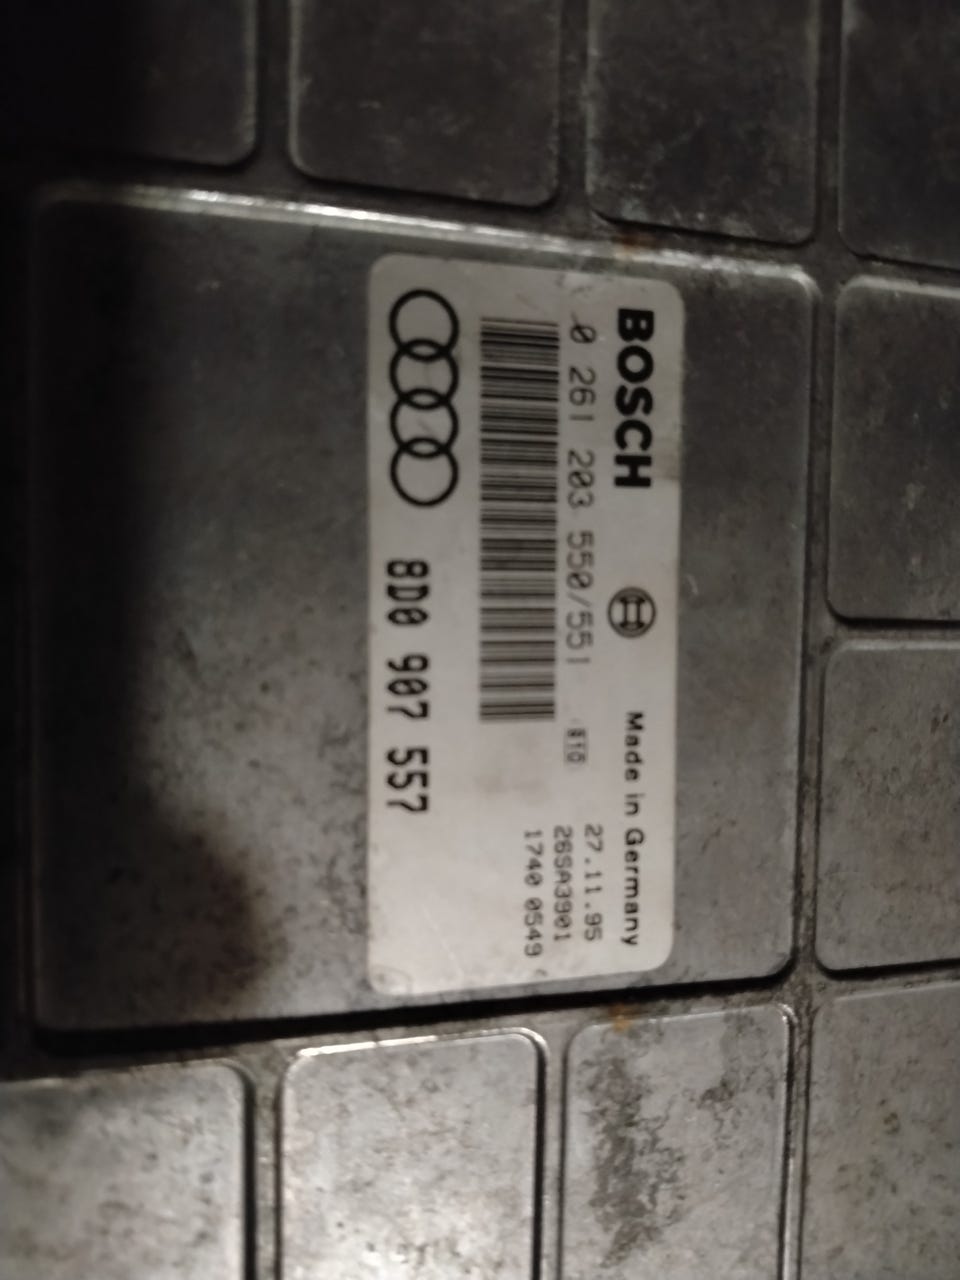 BOSCH Made in Germany
0 261 203 550/551 27.11.95
26SA3901
1740 0549
8D0 907 557